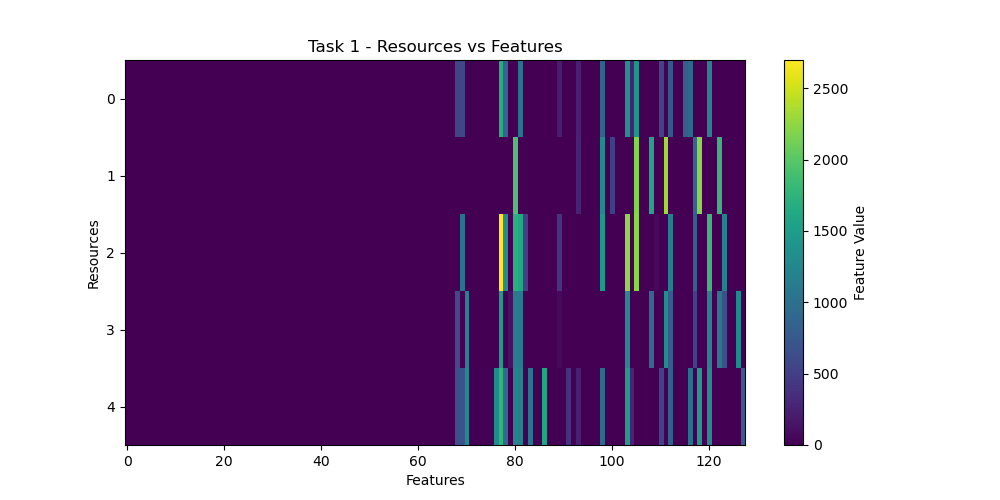 Task 1 - Resources vs Features
Resources
0
1
2
3
4
0 20 40 60 80 100 120
Features
2500
2000
1500
1000
500
0
Feature Value